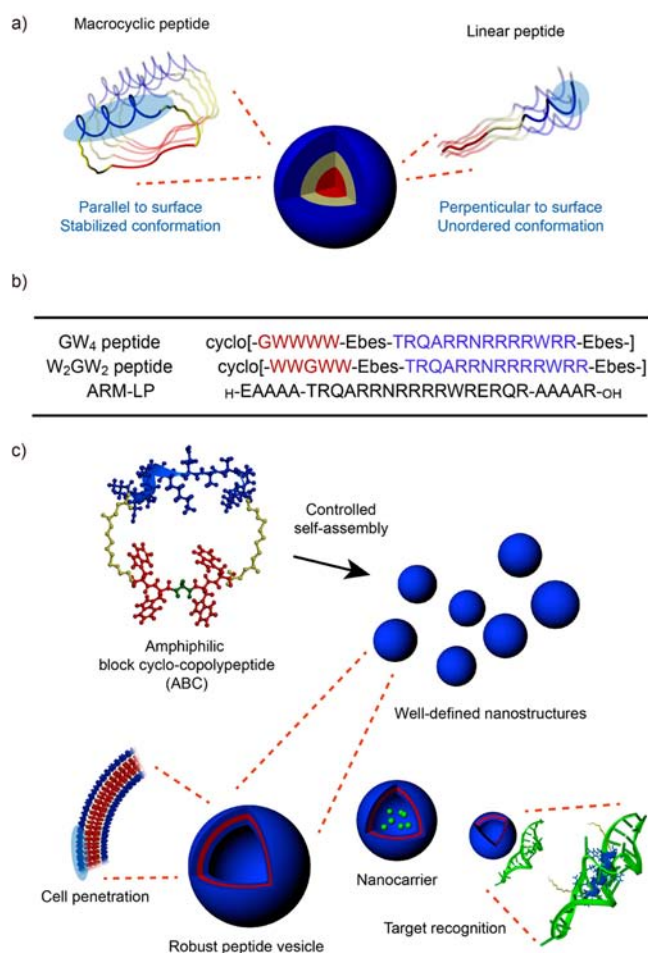 a)
Macrocyclic peptide
Linear peptide
Parallel to surface
Stabilized conformation
Perpenticular to surface
Unordered conformation
b)
GW4 peptide cyclo[-GWWWW-Ebes-TRQARRNRRRRWRR-Ebes-]
W2GW2 peptide cyclo[-WWGWW-Ebes-TRQARRNRRRRWRR-Ebes-]
ARM-LP H-EAAAA-TRQARRNRRRRWRERQR-AAAAR-OH
c)
Controlled
self-assembly
Amphiphilic
block cyclo-copolypeptide
(ABC)
Well-defined nanostructures
Cell penetration
Robust peptide vesicle
Nanocarrier
Target recognition